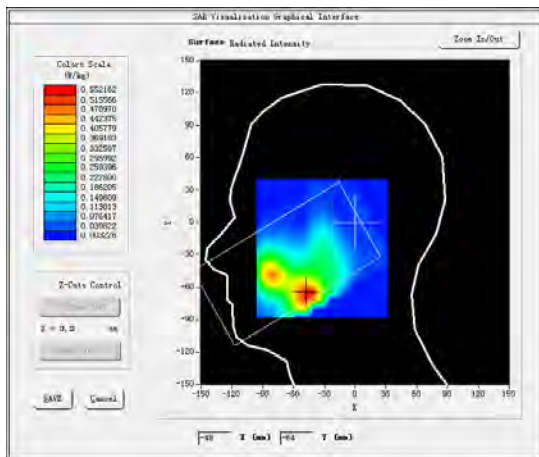 SAR Visualisation Graphical Interface
Surface Radiated Intensity
Zoom In/Out
Colors Scale
(W/kg)
0.552162
0.515566
0.478970
0.442375
0.405779
0.369183
0.332587
0.295992
0.259396
0.222800
0.186205
0.149609
0.113013
0.076417
0.039822
0.003226
150
120
90
60
30
0
-30
-60
-90
-120
-150
-150 -120 -90 -60 -30 0 30 60 90 120 150
X
Z-Cuts Control
SAVE
Cancel
-48 X (mm) -64 Y (mm)